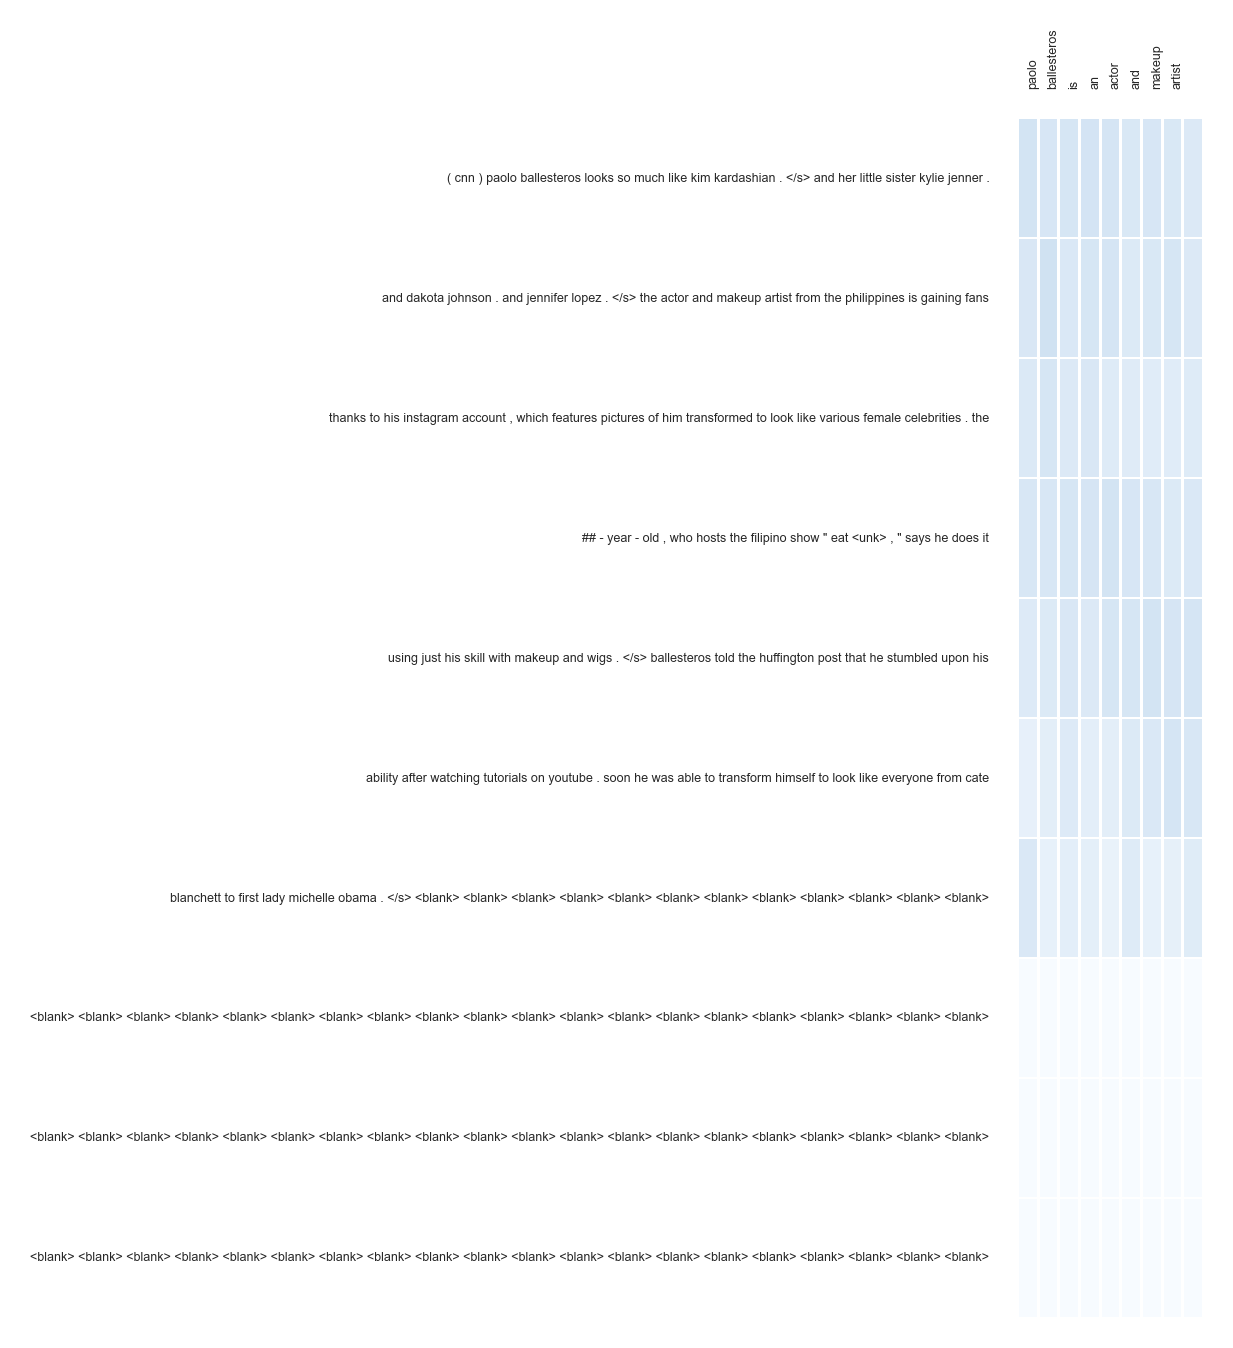 paolo
ballesteros
is
an
actor
and
makeup
artist
( cnn ) paolo ballesteros looks so much like kim kardashian . </s> and her little sister kylie jenner .
and dakota johnson . and jennifer lopez . </s> the actor and makeup artist from the philippines is gaining fans
thanks to his instagram account , which features pictures of him transformed to look like various female celebrities . the
## - year - old , who hosts the filipino show " eat <unk> , " says he does it
using just his skill with makeup and wigs . </s> ballesteros told the huffington post that he stumbled upon his
ability after watching tutorials on youtube . soon he was able to transform himself to look like everyone from cate
blanchett to first lady michelle obama . </s> <blank> <blank> <blank> <blank> <blank> <blank> <blank> <blank> <blank> <blank> <blank> <blank>
<blank> <blank> <blank> <blank> <blank> <blank> <blank> <blank> <blank> <blank> <blank> <blank> <blank> <blank> <blank> <blank> <blank> <blank> <blank> <blank>
<blank> <blank> <blank> <blank> <blank> <blank> <blank> <blank> <blank> <blank> <blank> <blank> <blank> <blank> <blank> <blank> <blank> <blank> <blank> <blank>
<blank> <blank> <blank> <blank> <blank> <blank> <blank> <blank> <blank> <blank> <blank> <blank> <blank> <blank> <blank> <blank> <blank> <blank> <blank> <blank>